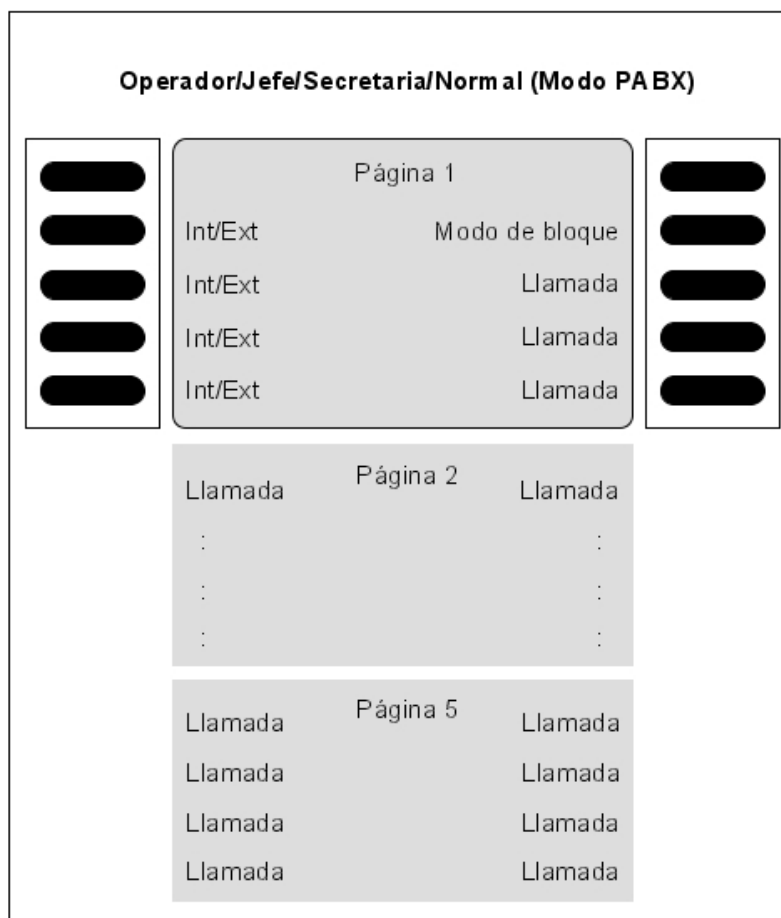 Operador/Jefe/Secretaria/Normal (Modo PABX)
Página 1
Int/Ext Modo de bloque
Int/Ext Llamada
Int/Ext Llamada
Int/Ext Llamada
Página 2
Llamada Llamada
: :
: :
: :
Página 5
Llamada Llamada
Llamada Llamada
Llamada Llamada
Llamada Llamada